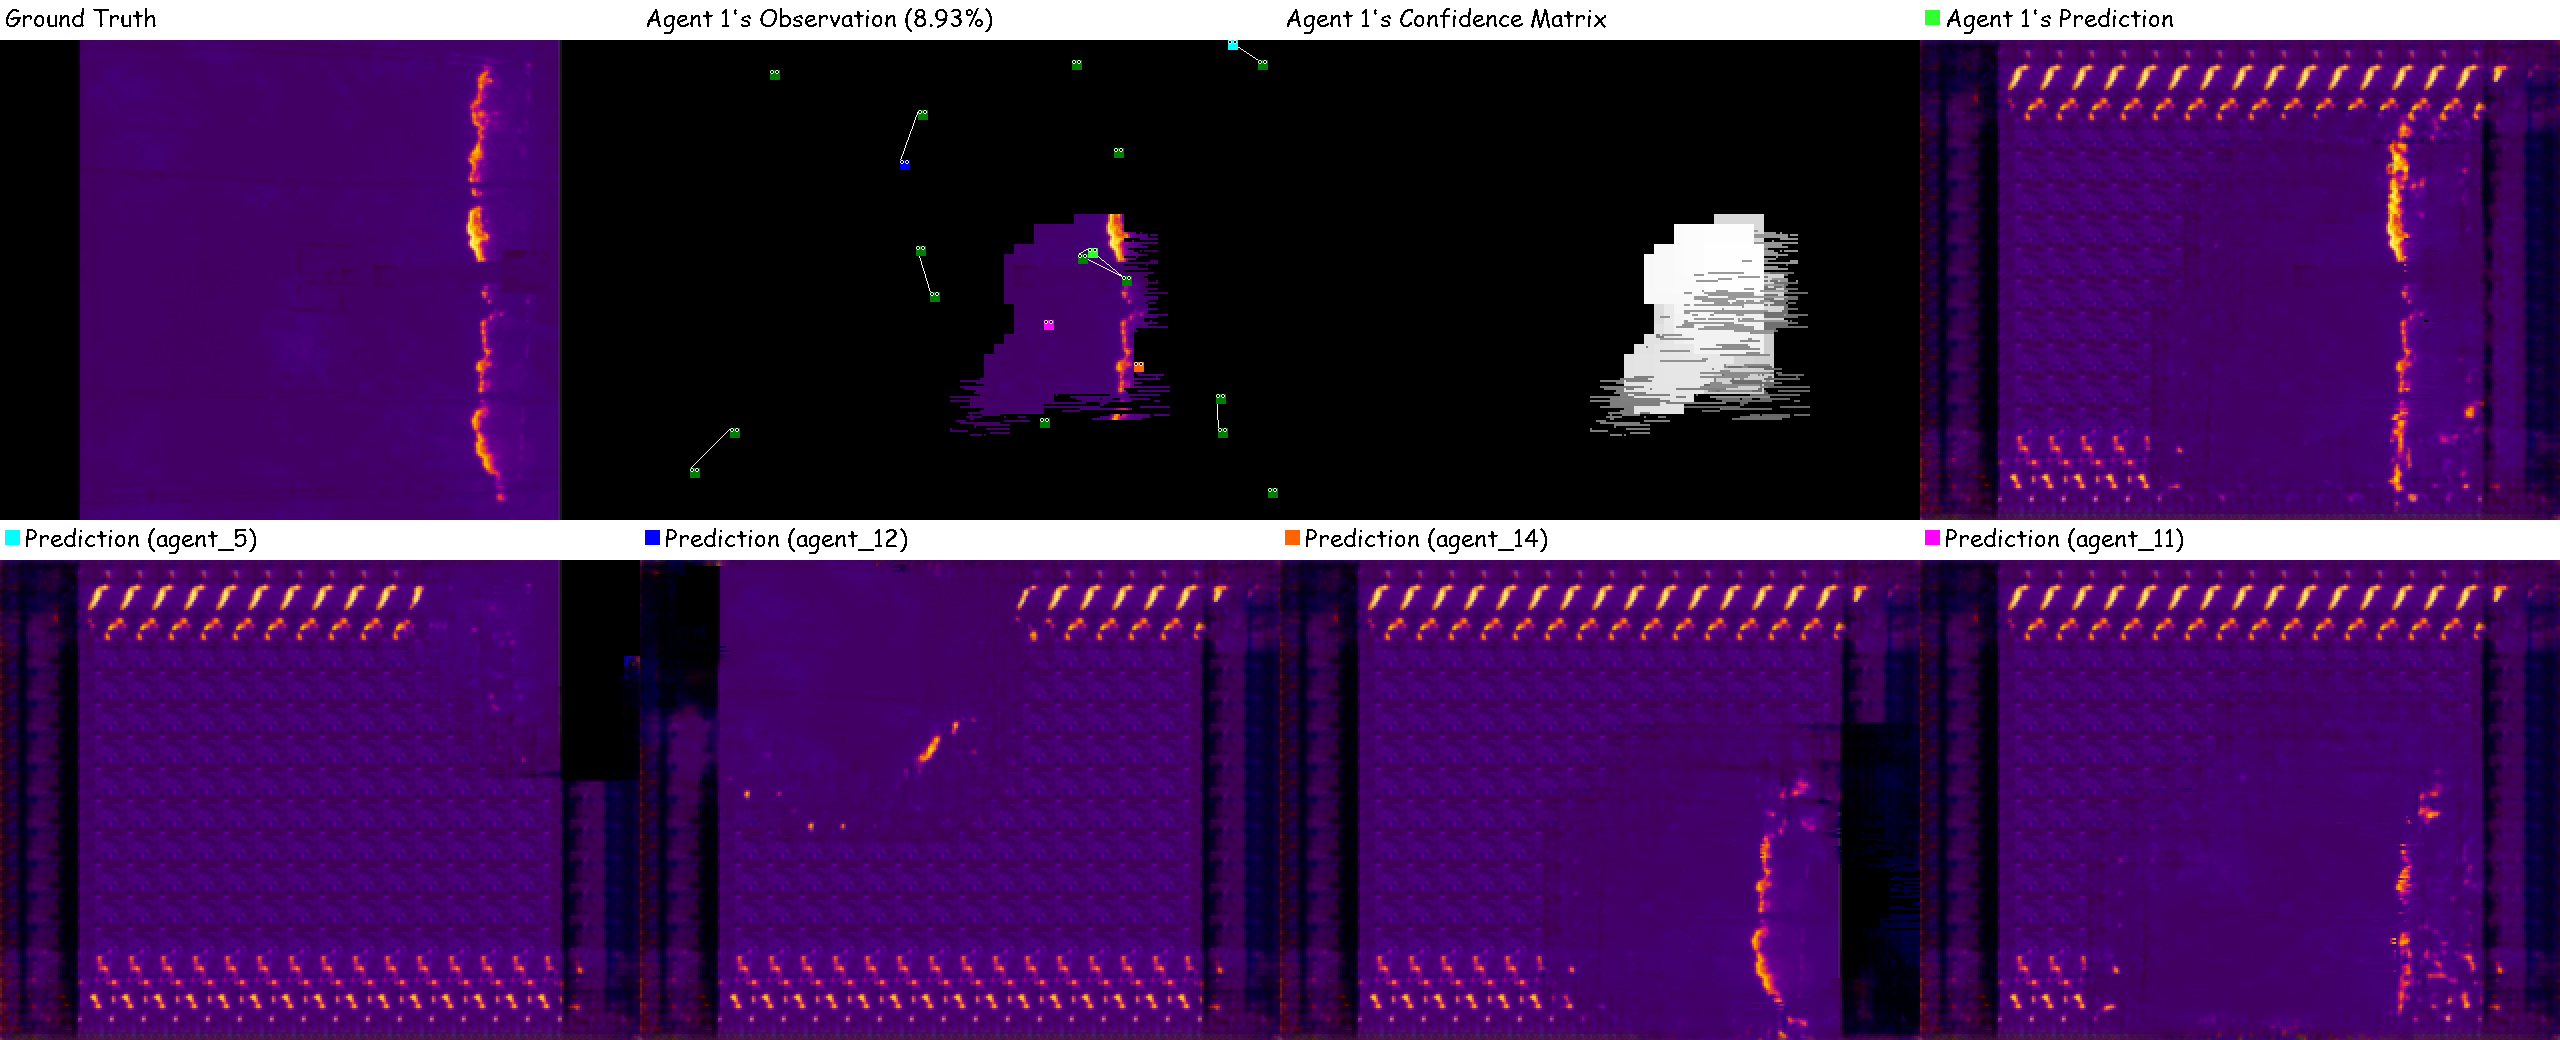 Ground Truth
Agent 1's Observation (8.93%)
Agent 1's Confidence Matrix
Agent 1's Prediction
Prediction (agent_5)
Prediction (agent_12)
Prediction (agent_14)
Prediction (agent_11)